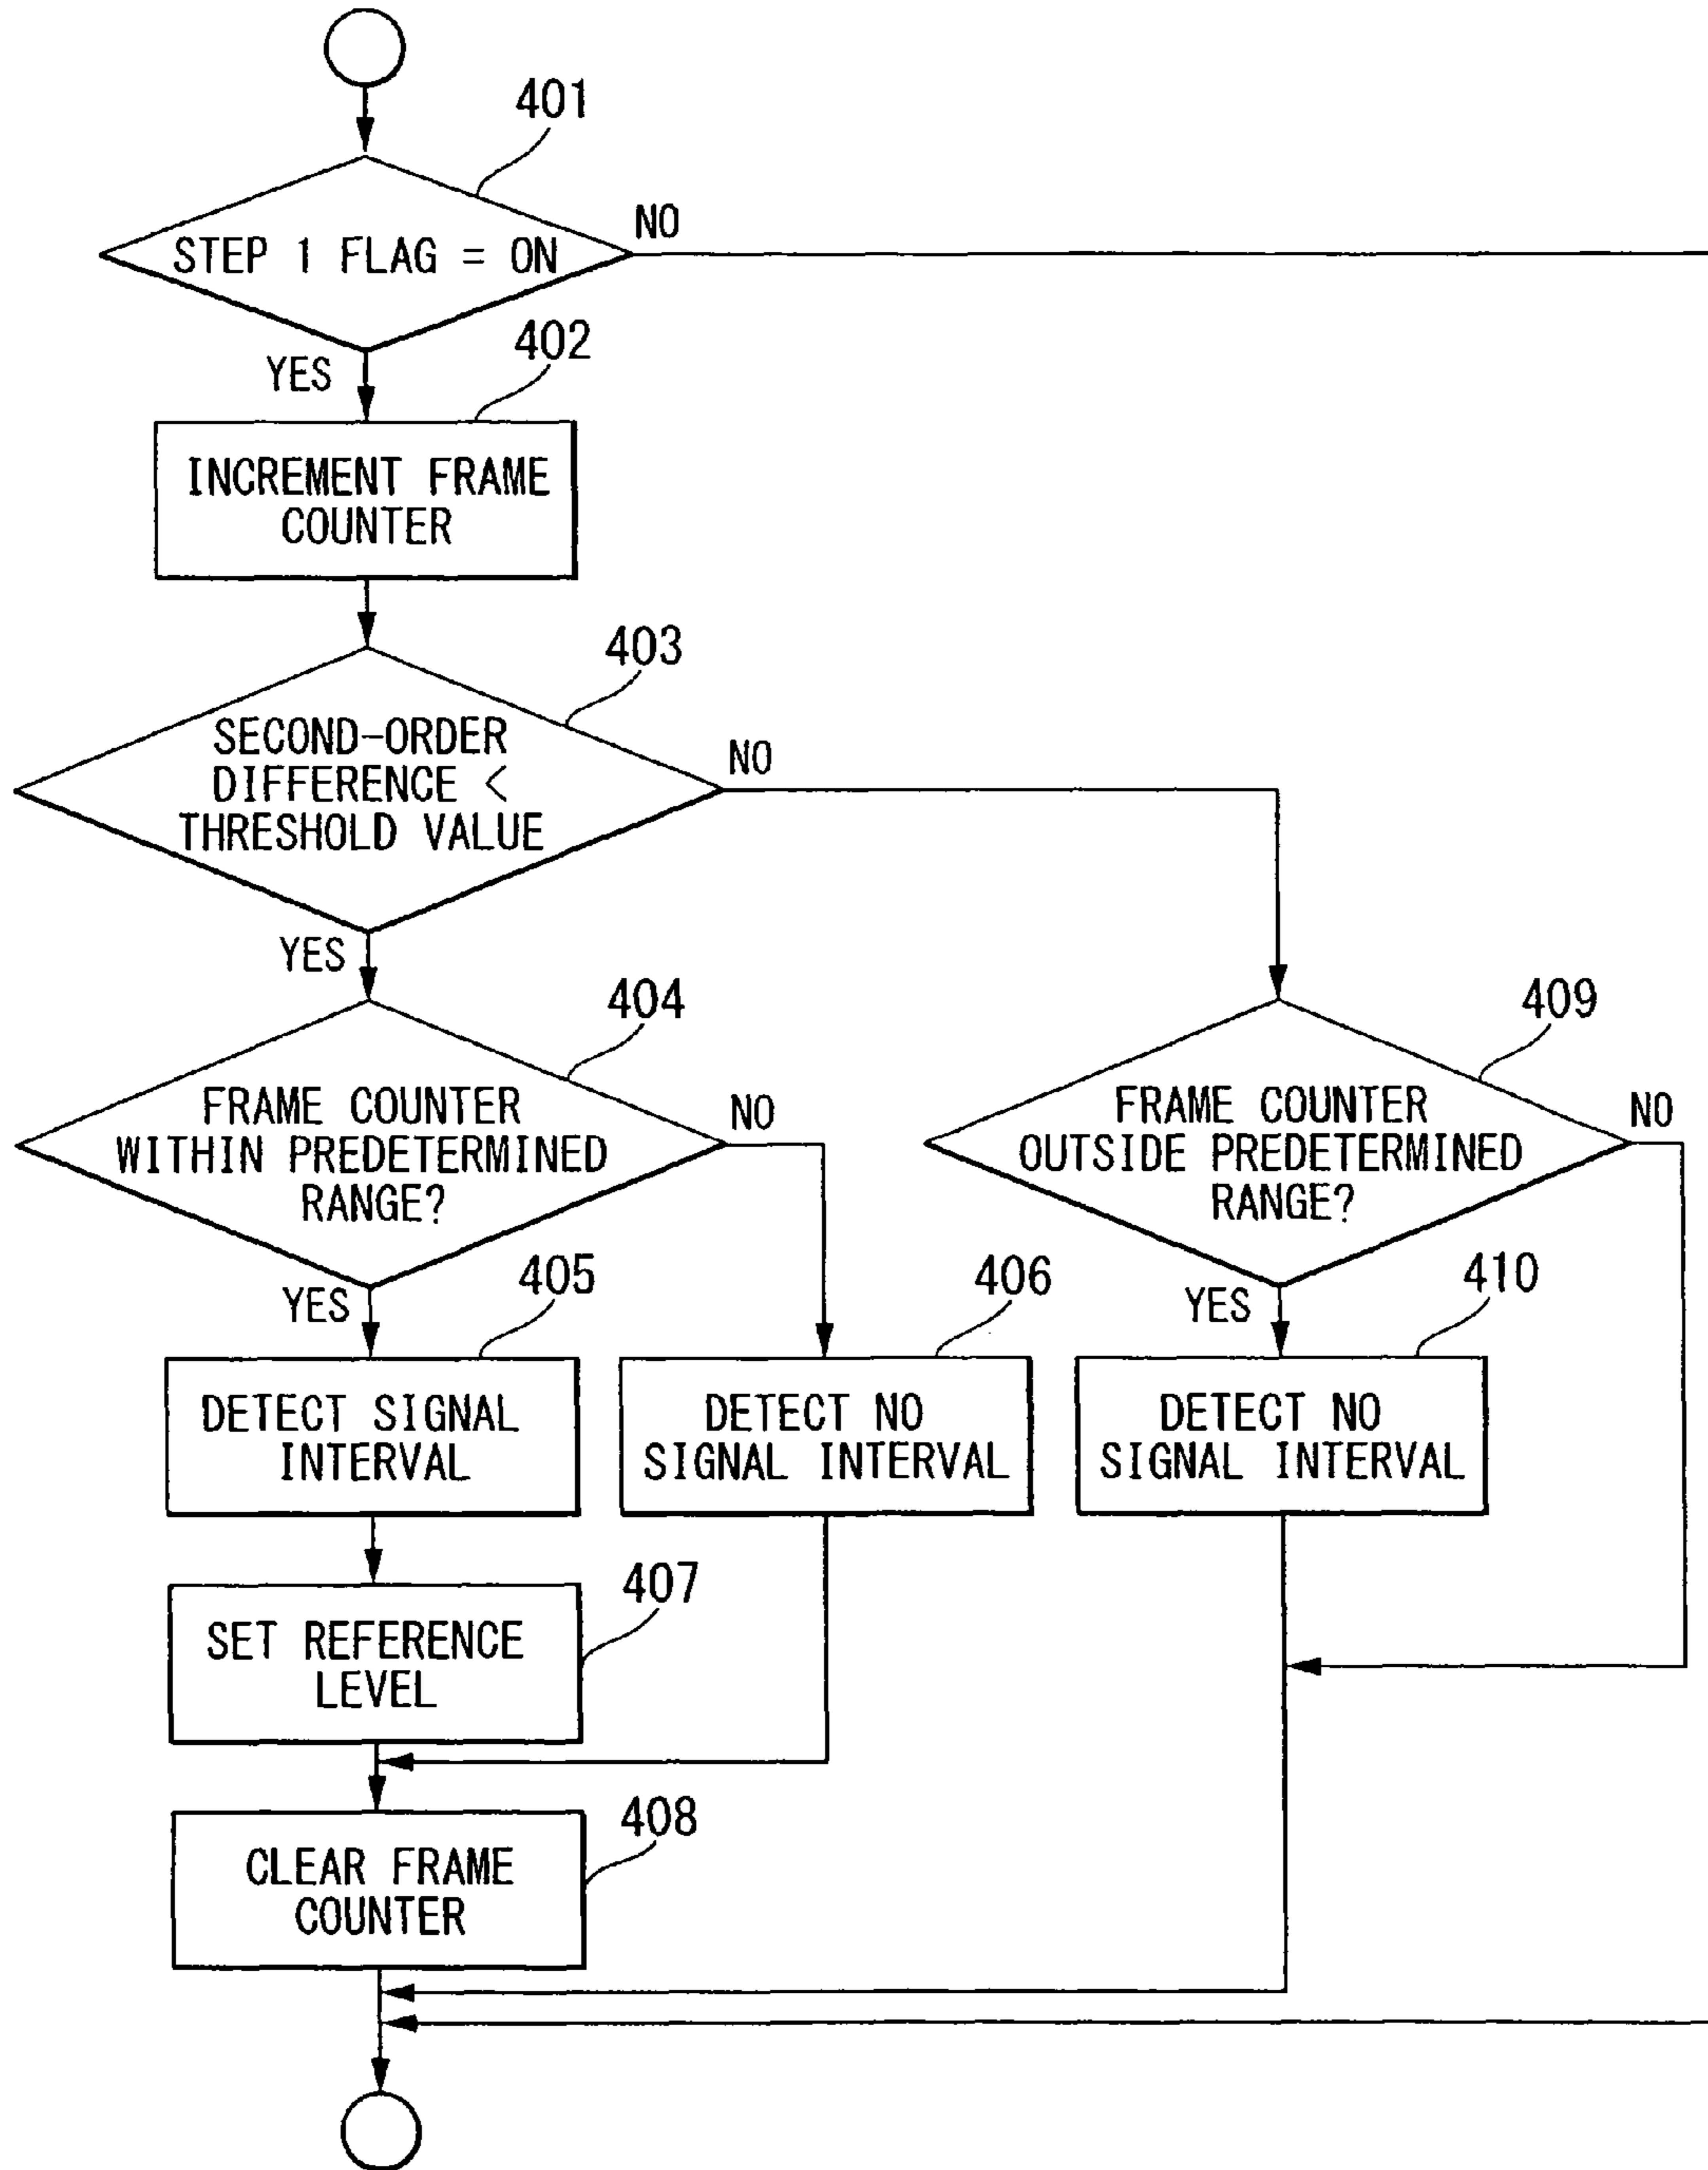 401
STEP 1 FLAG = ON
NO
YES
402
INCREMENT FRAME
COUNTER
403
SECOND-ORDER
DIFFERENCE <
THRESHOLD VALUE
NO
YES
404
FRAME COUNTER
WITHIN PREDETERMINED
RANGE?
NO
409
FRAME COUNTER
OUTSIDE PREDETERMINED
RANGE?
NO
YES
405
406
YES
410
DETECT SIGNAL
INTERVAL
DETECT NO
SIGNAL INTERVAL
DETECT NO
SIGNAL INTERVAL
407
SET REFERENCE
LEVEL
408
CLEAR FRAME
COUNTER